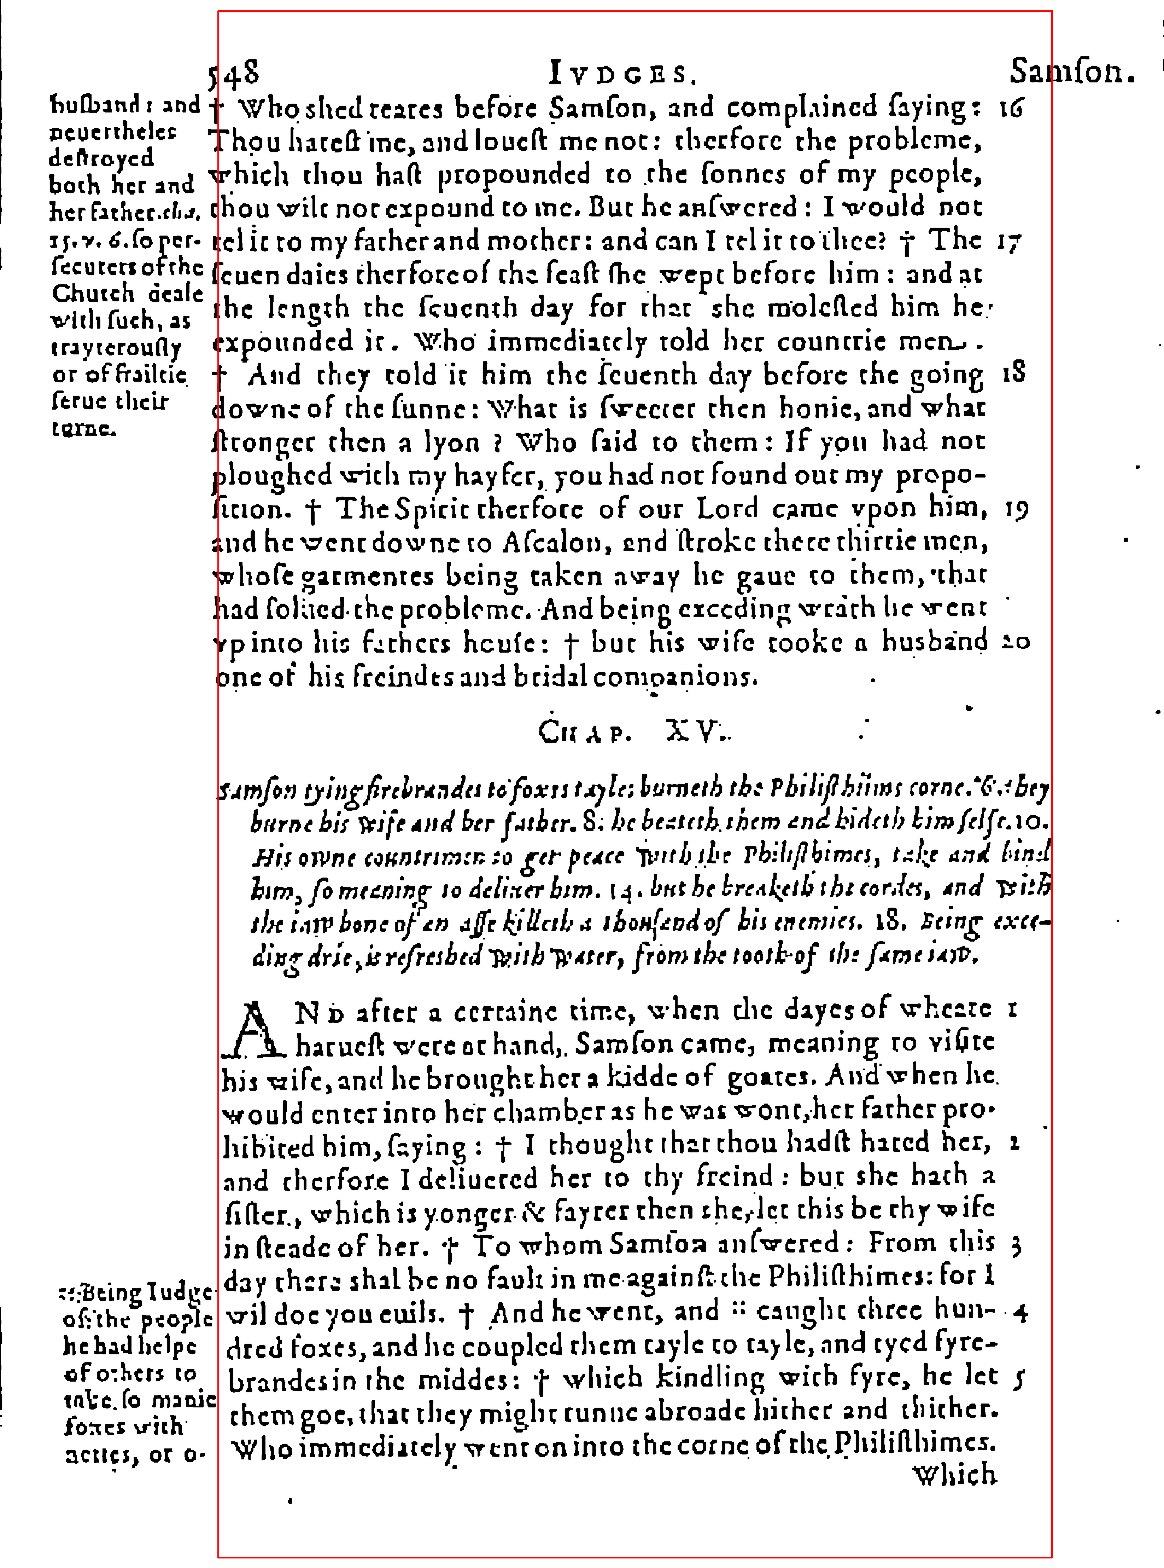 548 IVDGES. Samſon.
huſband: and
neuertheles
deſtroyed
both her and
her father.cha.
15.v.6.ſo per-
ſecuters of the
Church deale
with ſuch, as
trayterouſly
or of frailtie
ſerue their
turne.
† Who shed teares before Samſon, and complained ſaying: 16
Thou hateſt me, and loueſt me not: therfore the probleme,
which thou haſt propounded to the ſonnes of my people,
thou wilt not expound to me. But he anſwered: I would not
tel it to my father and mother: and can I tel it to thee? † The 17
ſeuen daies therfore of the feaſt ſhe wept before him: and at
the length the ſeuenth day for that she moleſted him he
expounded it. Who immediately told her countrie men.
† And they told it him the ſeuenth day before the going 18
downe of the ſunne: What is ſweeter then honie, and what
ſtronger then a lyon? Who ſaid to them: If you had not
ploughed with my hayfer, you had not found out my propo-
ſition. † The Spirit therfore of our Lord came vpon him, 19
and he went downe to Aſcalon, and ſtroke there thirtie men,
whoſe garmentes being taken away he gaue to them, that
had ſolued the probleme. And being exceding wrath he went
vp into his fathers houſe: † but his wife tooke a husband 20
one of his freindes and bridal companions.
CHAP. XV.
Samſon tying firebrandes to foxes tayles burneth the Philiſthiims corne. 6. they
burne his wife and her father. 8. he beateth them and hideth himſelfe. 10.
His owne countrimen to get peace with the Philiſthimes, take and bind
him, ſo meaning to deliuer him. 14. but he breaketh the cordes, and with
the iaw bone of an aſſe killeth a thouſand of his enemies. 18. Being exce-
ding drie, is refreshed with water, from the tooth of the ſame iaw.
AND after a certaine time, when the dayes of wheate 1
harueſt were at hand, Samſon came, meaning to viſite
his wife, and he brought her a kidde of goates. And when he
would enter into her chamber as he was wont, her father pro-
hibited him, ſaying: † I thought that thou hadſt hated her, 2
and therfore I deliuered her to thy freind: but she hath a
ſiſter, which is yonger & fayrer then she, let this be thy wife
in ſteade of her. † To whom Samſon anſwered: From this 3
day there shal be no fault in me againſt the Philiſthimes: for I
wil doe you euils. † And he went, and :: caught three hun- 4
dred foxes, and he coupled them tayle to tayle, and tyed fyre-
brandes in the middes: † which kindling with fyre, he let 5
them goe, that they might runne abroade hither and thither.
Who immediately went on into the corne of the Philiſthimes.
::Being Iudge
of the people
he had helpe
of others to
take ſo manie
foxes with
nettes, or o-
Which